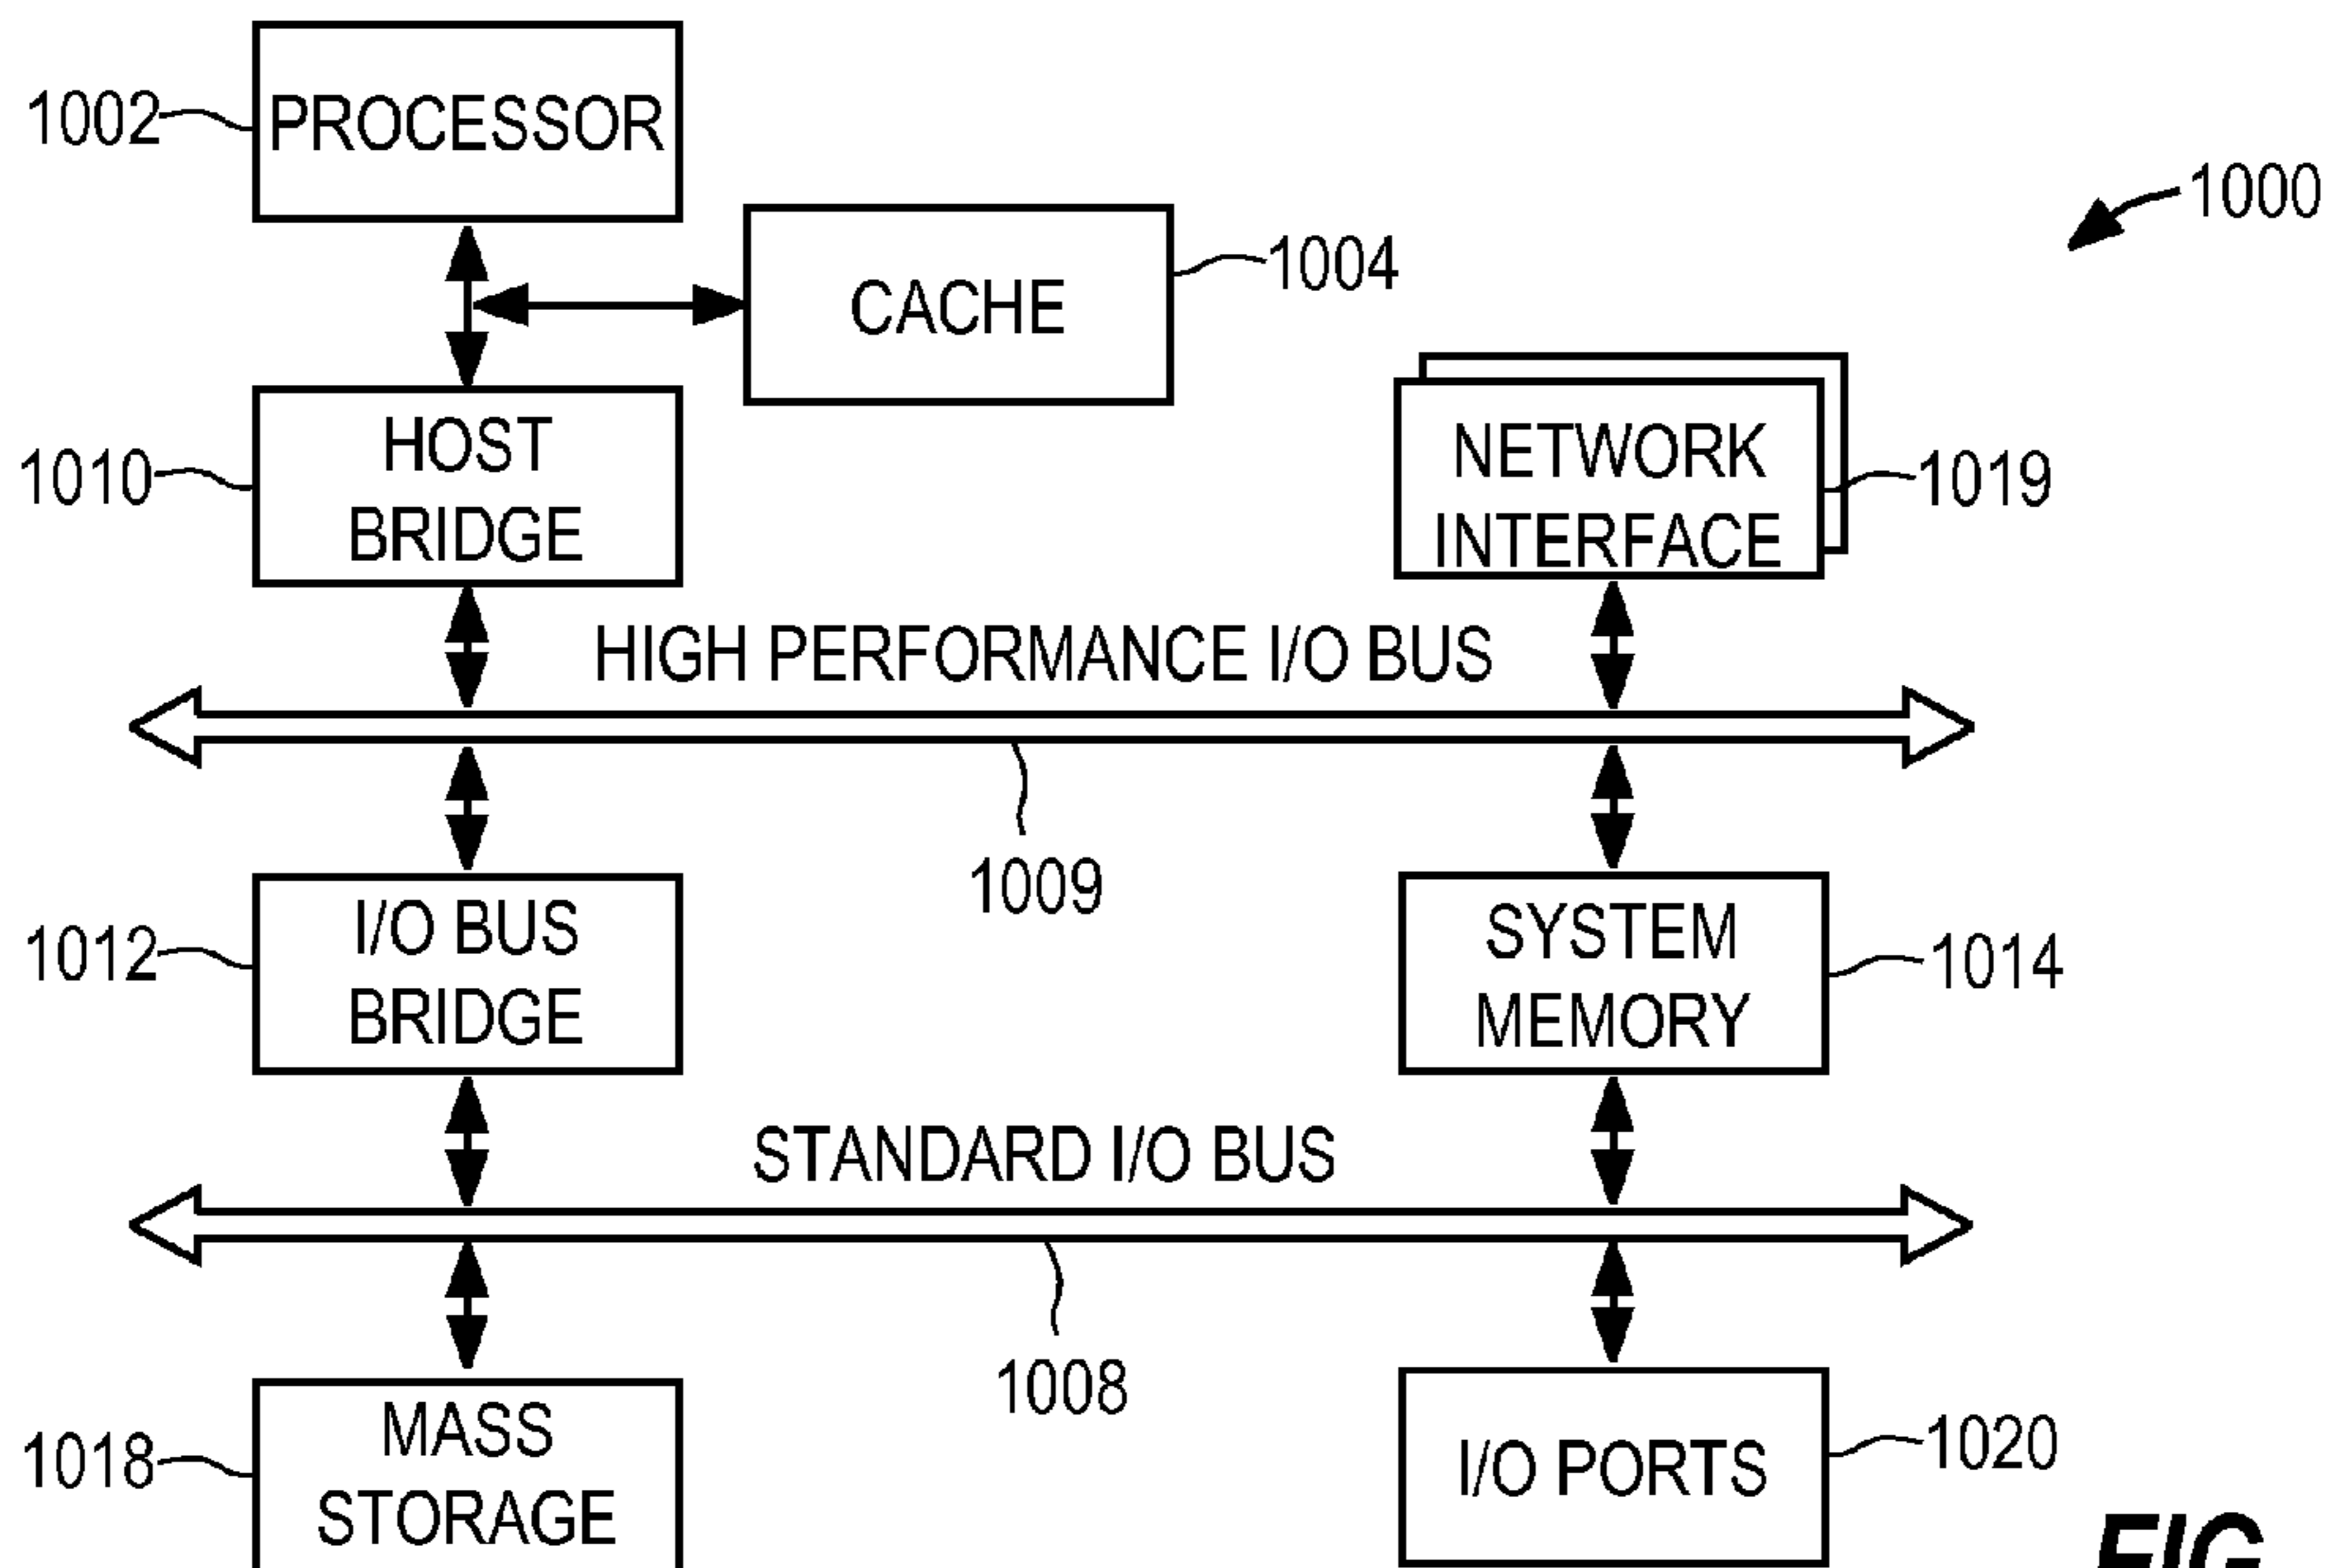 1002
PROCESSOR
1000
CACHE
1004
1010
HOST
BRIDGE
NETWORK
INTERFACE
1019
HIGH PERFORMANCE I/O BUS
1009
1012
I/O BUS
BRIDGE
SYSTEM
MEMORY
1014
STANDARD I/O BUS
1008
1018
MASS
STORAGE
I/O PORTS
1020
FIG